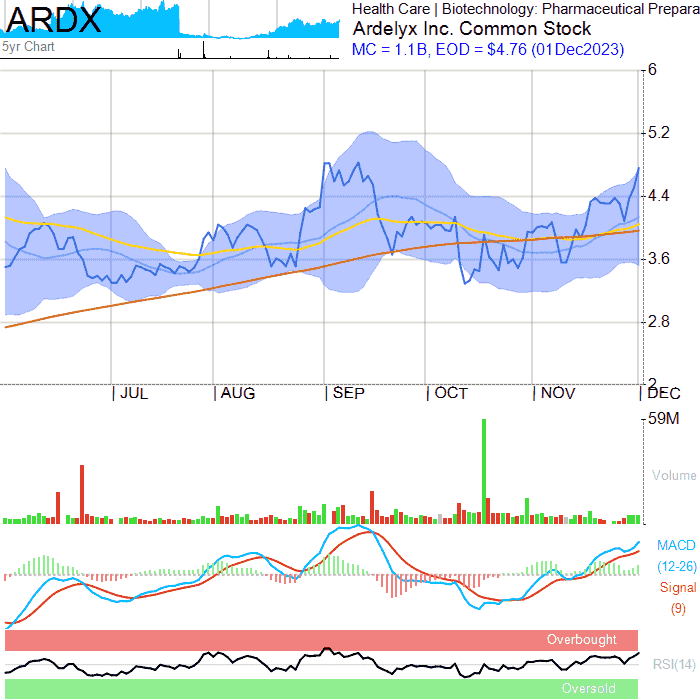 ARDX
5yr Chart
Health Care | Biotechnology: Pharmaceutical Prepara
Ardelyx Inc. Common Stock
MC = 1.1B, EOD = $4.76 (01Dec2023)
6
5.2
4.4
3.6
2.8
2
JUL AUG SEP OCT NOV DEC
59M
Volume
MACD
(12-26)
Signal
(9)
Overbought
RSI(14)
Oversold